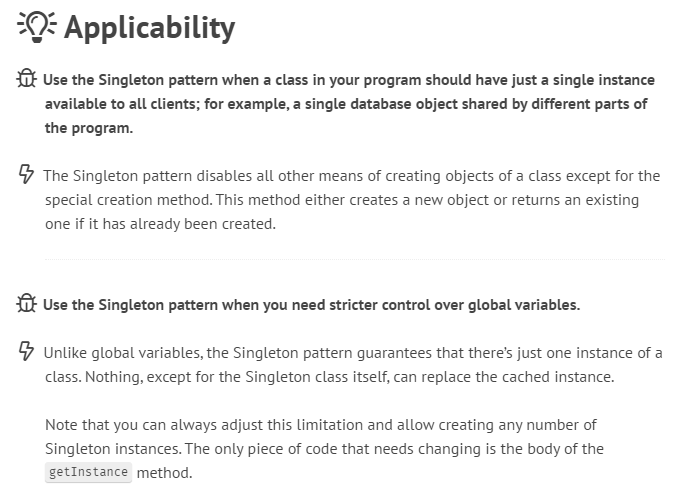 Applicability
Use the Singleton pattern when a class in your program should have just a single instance
available to all clients; for example, a single database object shared by different parts of
the program.
The Singleton pattern disables all other means of creating objects of a class except for the
special creation method. This method either creates a new object or returns an existing
one if it has already been created.
Use the Singleton pattern when you need stricter control over global variables.
Unlike global variables, the Singleton pattern guarantees that there’s just one instance of a
class. Nothing, except for the Singleton class itself, can replace the cached instance.
Note that you can always adjust this limitation and allow creating any number of
Singleton instances. The only piece of code that needs changing is the body of the
getInstance method.